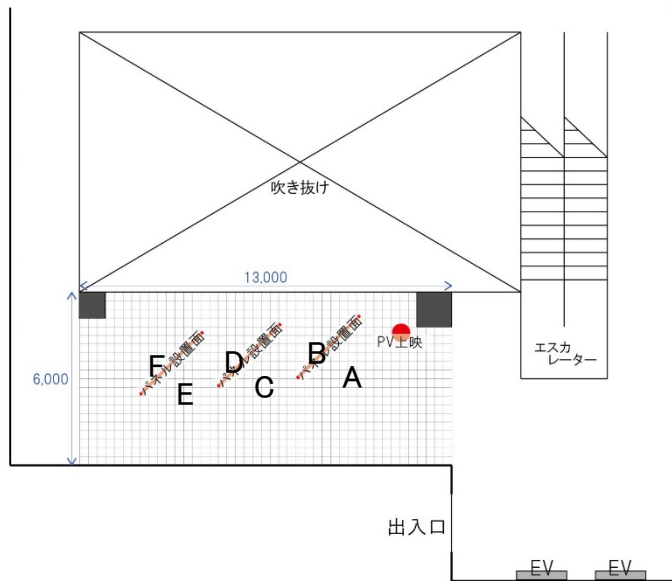 吹き抜け
13,000
6,000
パネル設置面
F
E
パネル設置面
D
C
パネル設置面
B
A
PV上映
エスカ
レーター
出入口
EV
EV